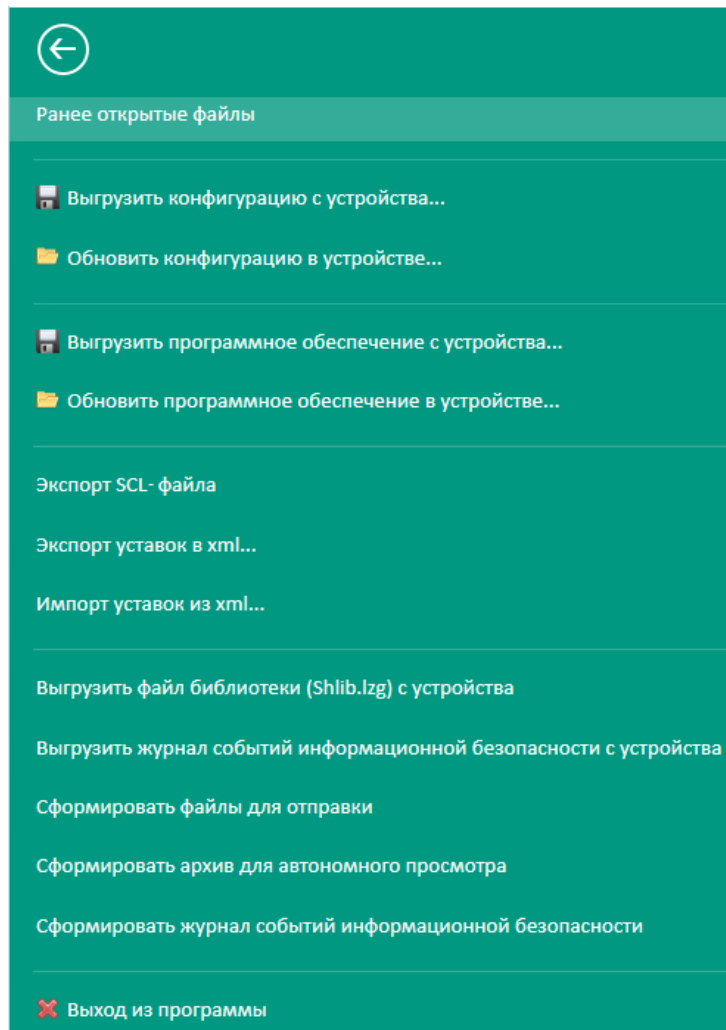 Ранее открытые файлы
Выгрузить конфигурацию с устройства...
Обновить конфигурацию в устройстве...
Выгрузить программное обеспечение с устройства...
Обновить программное обеспечение в устройстве...
Экспорт SCL- файла
Экспорт уставок в xml...
Импорт уставок из xml...
Выгрузить файл библиотеки (Shlib.lzg) с устройства
Выгрузить журнал событий информационной безопасности с устройства
Сформировать файлы для отправки
Сформировать архив для автономного просмотра
Сформировать журнал событий информационной безопасности
Выход из программы